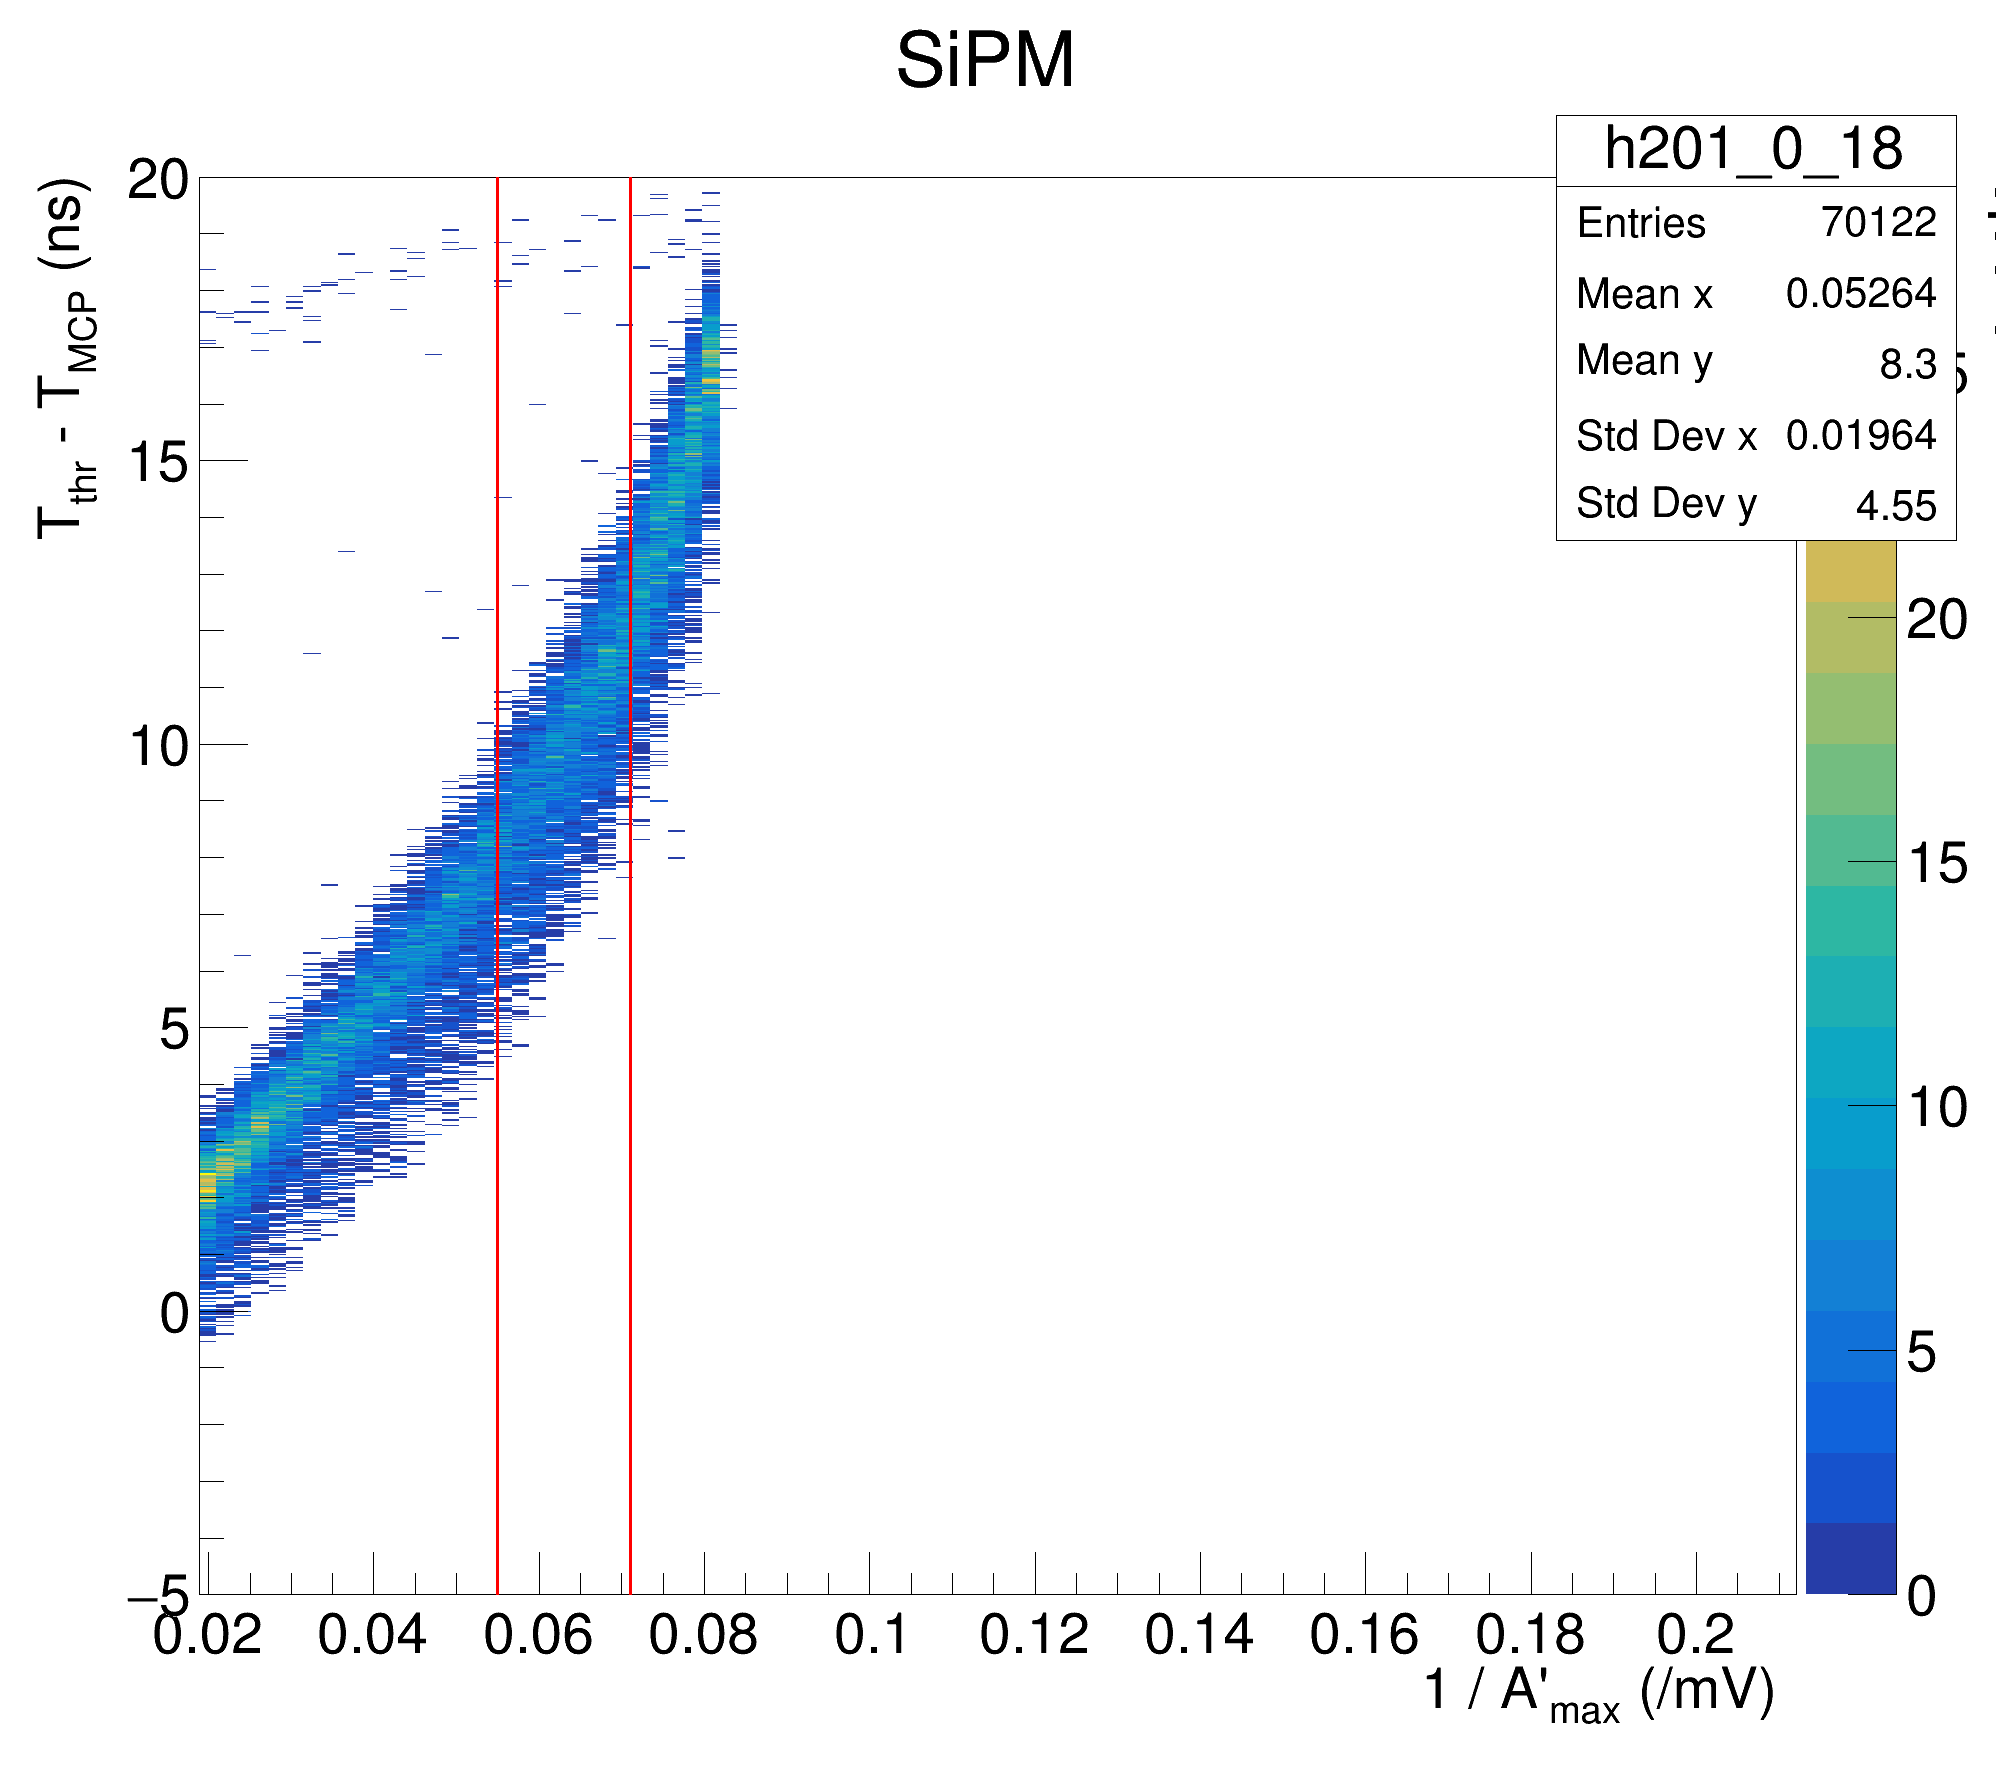 SiPM
h201_0_18
Entries 70122
Mean x 0.05264
Mean y 8.3
Std Dev x 0.01964
Std Dev y 4.55
T_thr - T_MCP (ns)
20
15
10
5
0
−5
0.02 0.04 0.06 0.08 0.1 0.12 0.14 0.16 0.18 0.2
1 / A'_max (/mV)
20
15
10
5
0